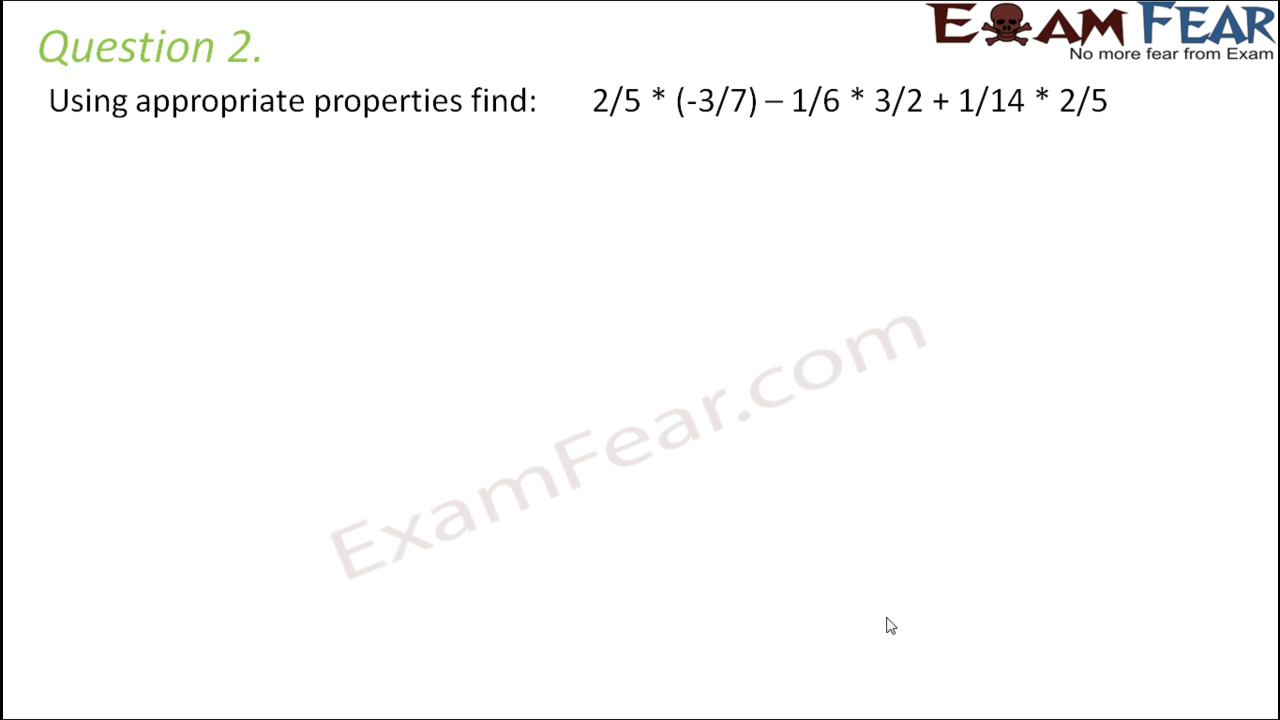 EXAM FEAR
No more fear from Exam
Question 2.
Using appropriate properties find: 2/5 * (-3/7) – 1/6 * 3/2 + 1/14 * 2/5
ExamFear.com